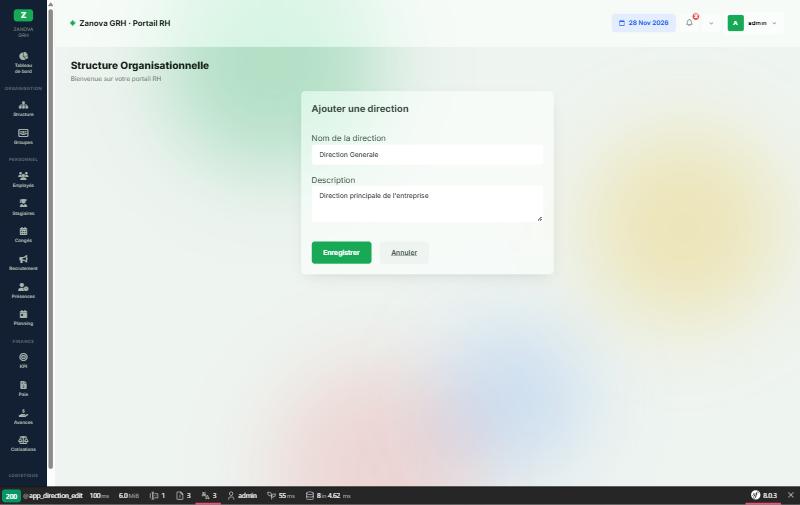 Z
ZANOVA
GRH
Tableau
de bord
ORGANISATION
Structure
Groupes
PERSONNEL
Employés
Stagiaires
Congés
Recrutement
Présences
Planning
FINANCE
KPI
Paie
Avances
Cotisations
LOGISTIQUE
Zanova GRH · Portail RH
28 Nov 2026
A
admin
Structure Organisationnelle
Bienvenue sur votre portail RH
Ajouter une direction
Nom de la direction
Direction Generale
Description
Direction principale de l'entreprise
Enregistrer
Annuler
200 @app_direction_edit 100 ms 6.0 MiB 1 3 3 admin 55 ms 8 in 4.62 ms 8.0.3